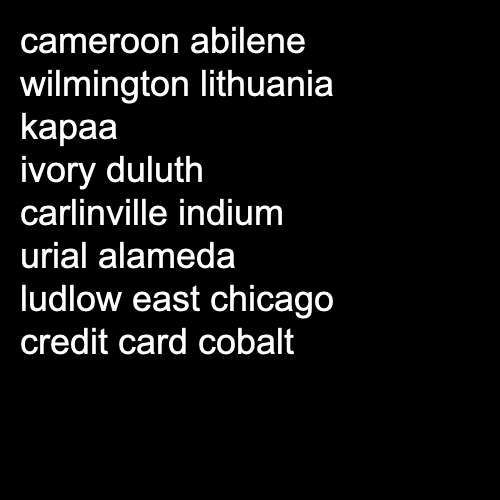 cameroon abilene
wilmington lithuania
kapaa
ivory duluth
carlinville indium
urial alameda
ludlow east chicago
credit card cobalt